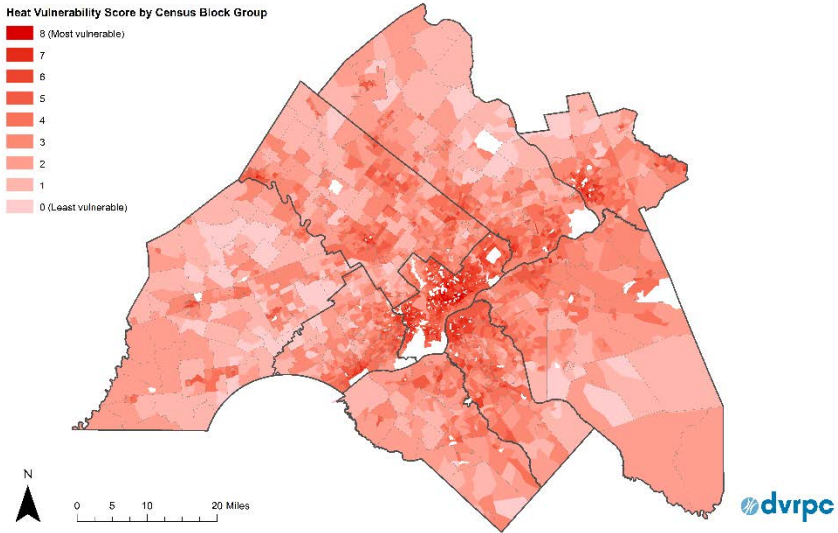 Heat Vulnerability Score by Census Block Group
8 (Most vulnerable)
7
6
5
4
3
2
1
0 (Least vulnerable)
N
0 5 10 20 Miles
dvrpc